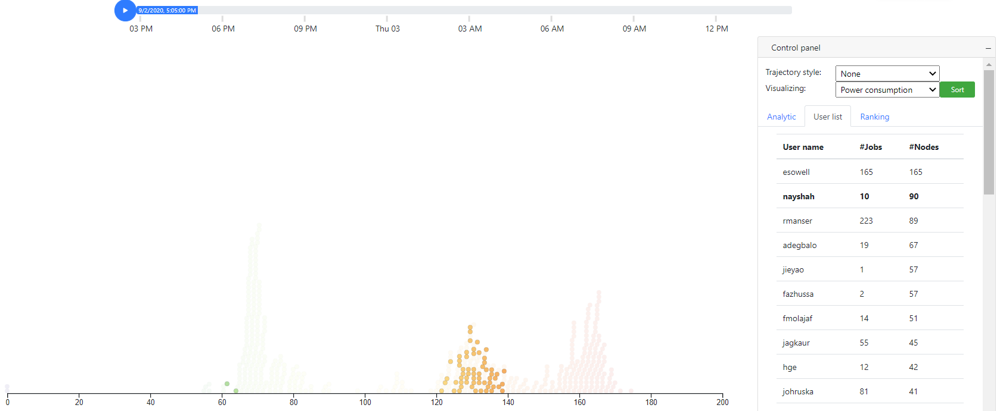 9/2/2020, 5:05:00 PM
03 PM 06 PM 09 PM Thu 03 03 AM 06 AM 09 AM 12 PM
Control panel
Trajectory style: None
Visualizing: Power consumption Sort
Analytic User list Ranking
User name #Jobs #Nodes
esowell 165 165
nayshah 10 90
rmanser 223 89
adegbalo 19 67
jieyao 1 57
fazhussa 2 57
fmolajaf 14 51
jagkaur 55 45
hge 12 42
johruska 81 41
0 20 40 60 80 100 120 140 160 180 200